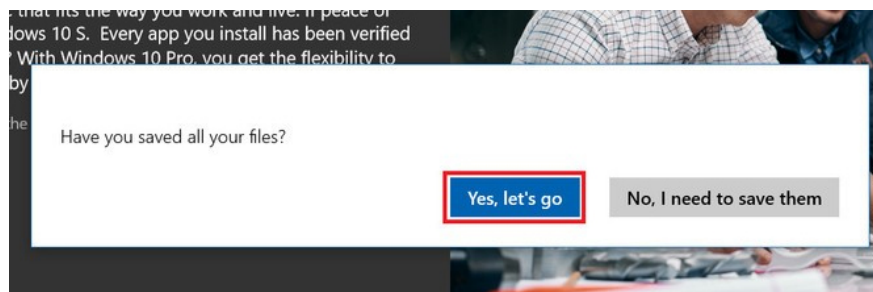 that fits the way you work and live. If peace of
dows 10 S. Every app you install has been verified
? With Windows 10 Pro, you get the flexibility to
by
he
Have you saved all your files?
Yes, let's go
No, I need to save them